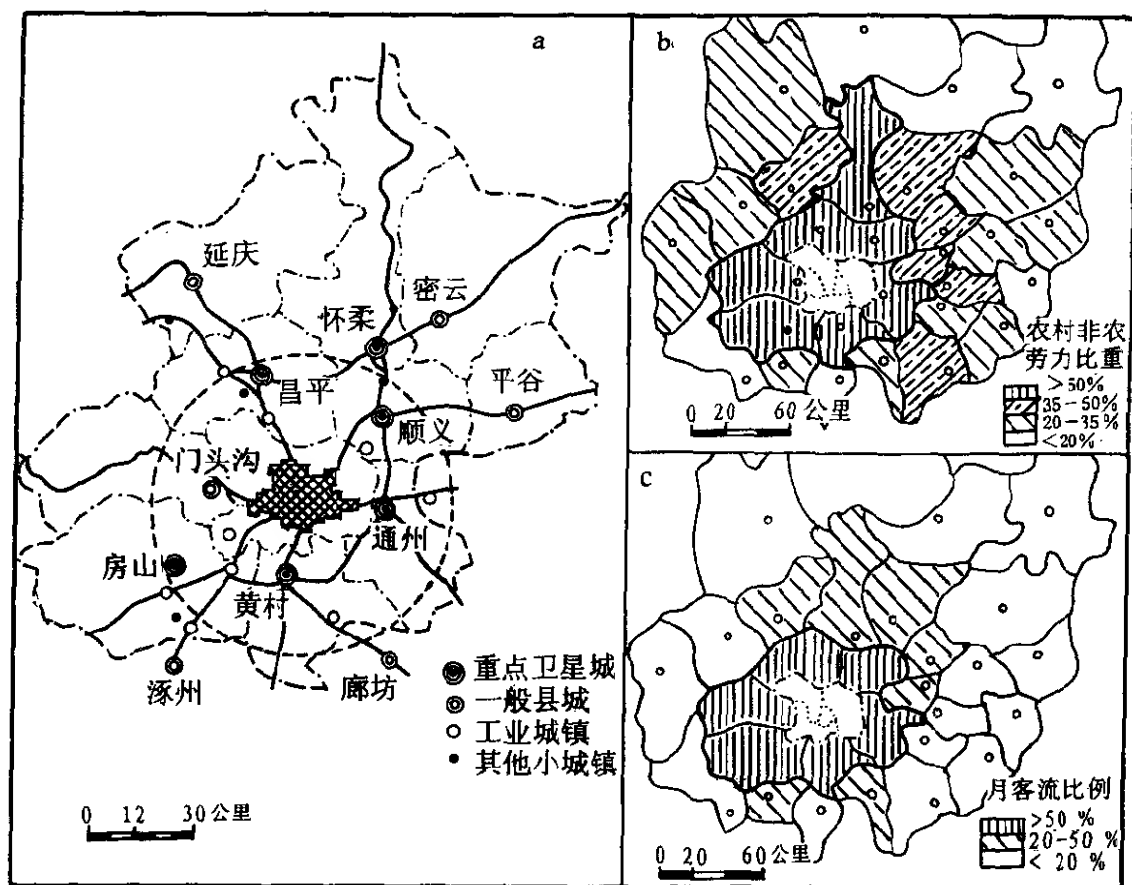 a
延庆
密云
怀柔
昌平
平谷
顺义
门头沟
通州
房山
黄村
涿州
廊坊
重点卫星城
一般县城
工业城镇
其他小城镇
0 12 30公里
b
农村非农
劳力比重
>50%
35-50%
20-35%
<20%
0 20 60 公里
c
月客流比例
>50 %
20-50 %
< 20 %
0 20 60公里